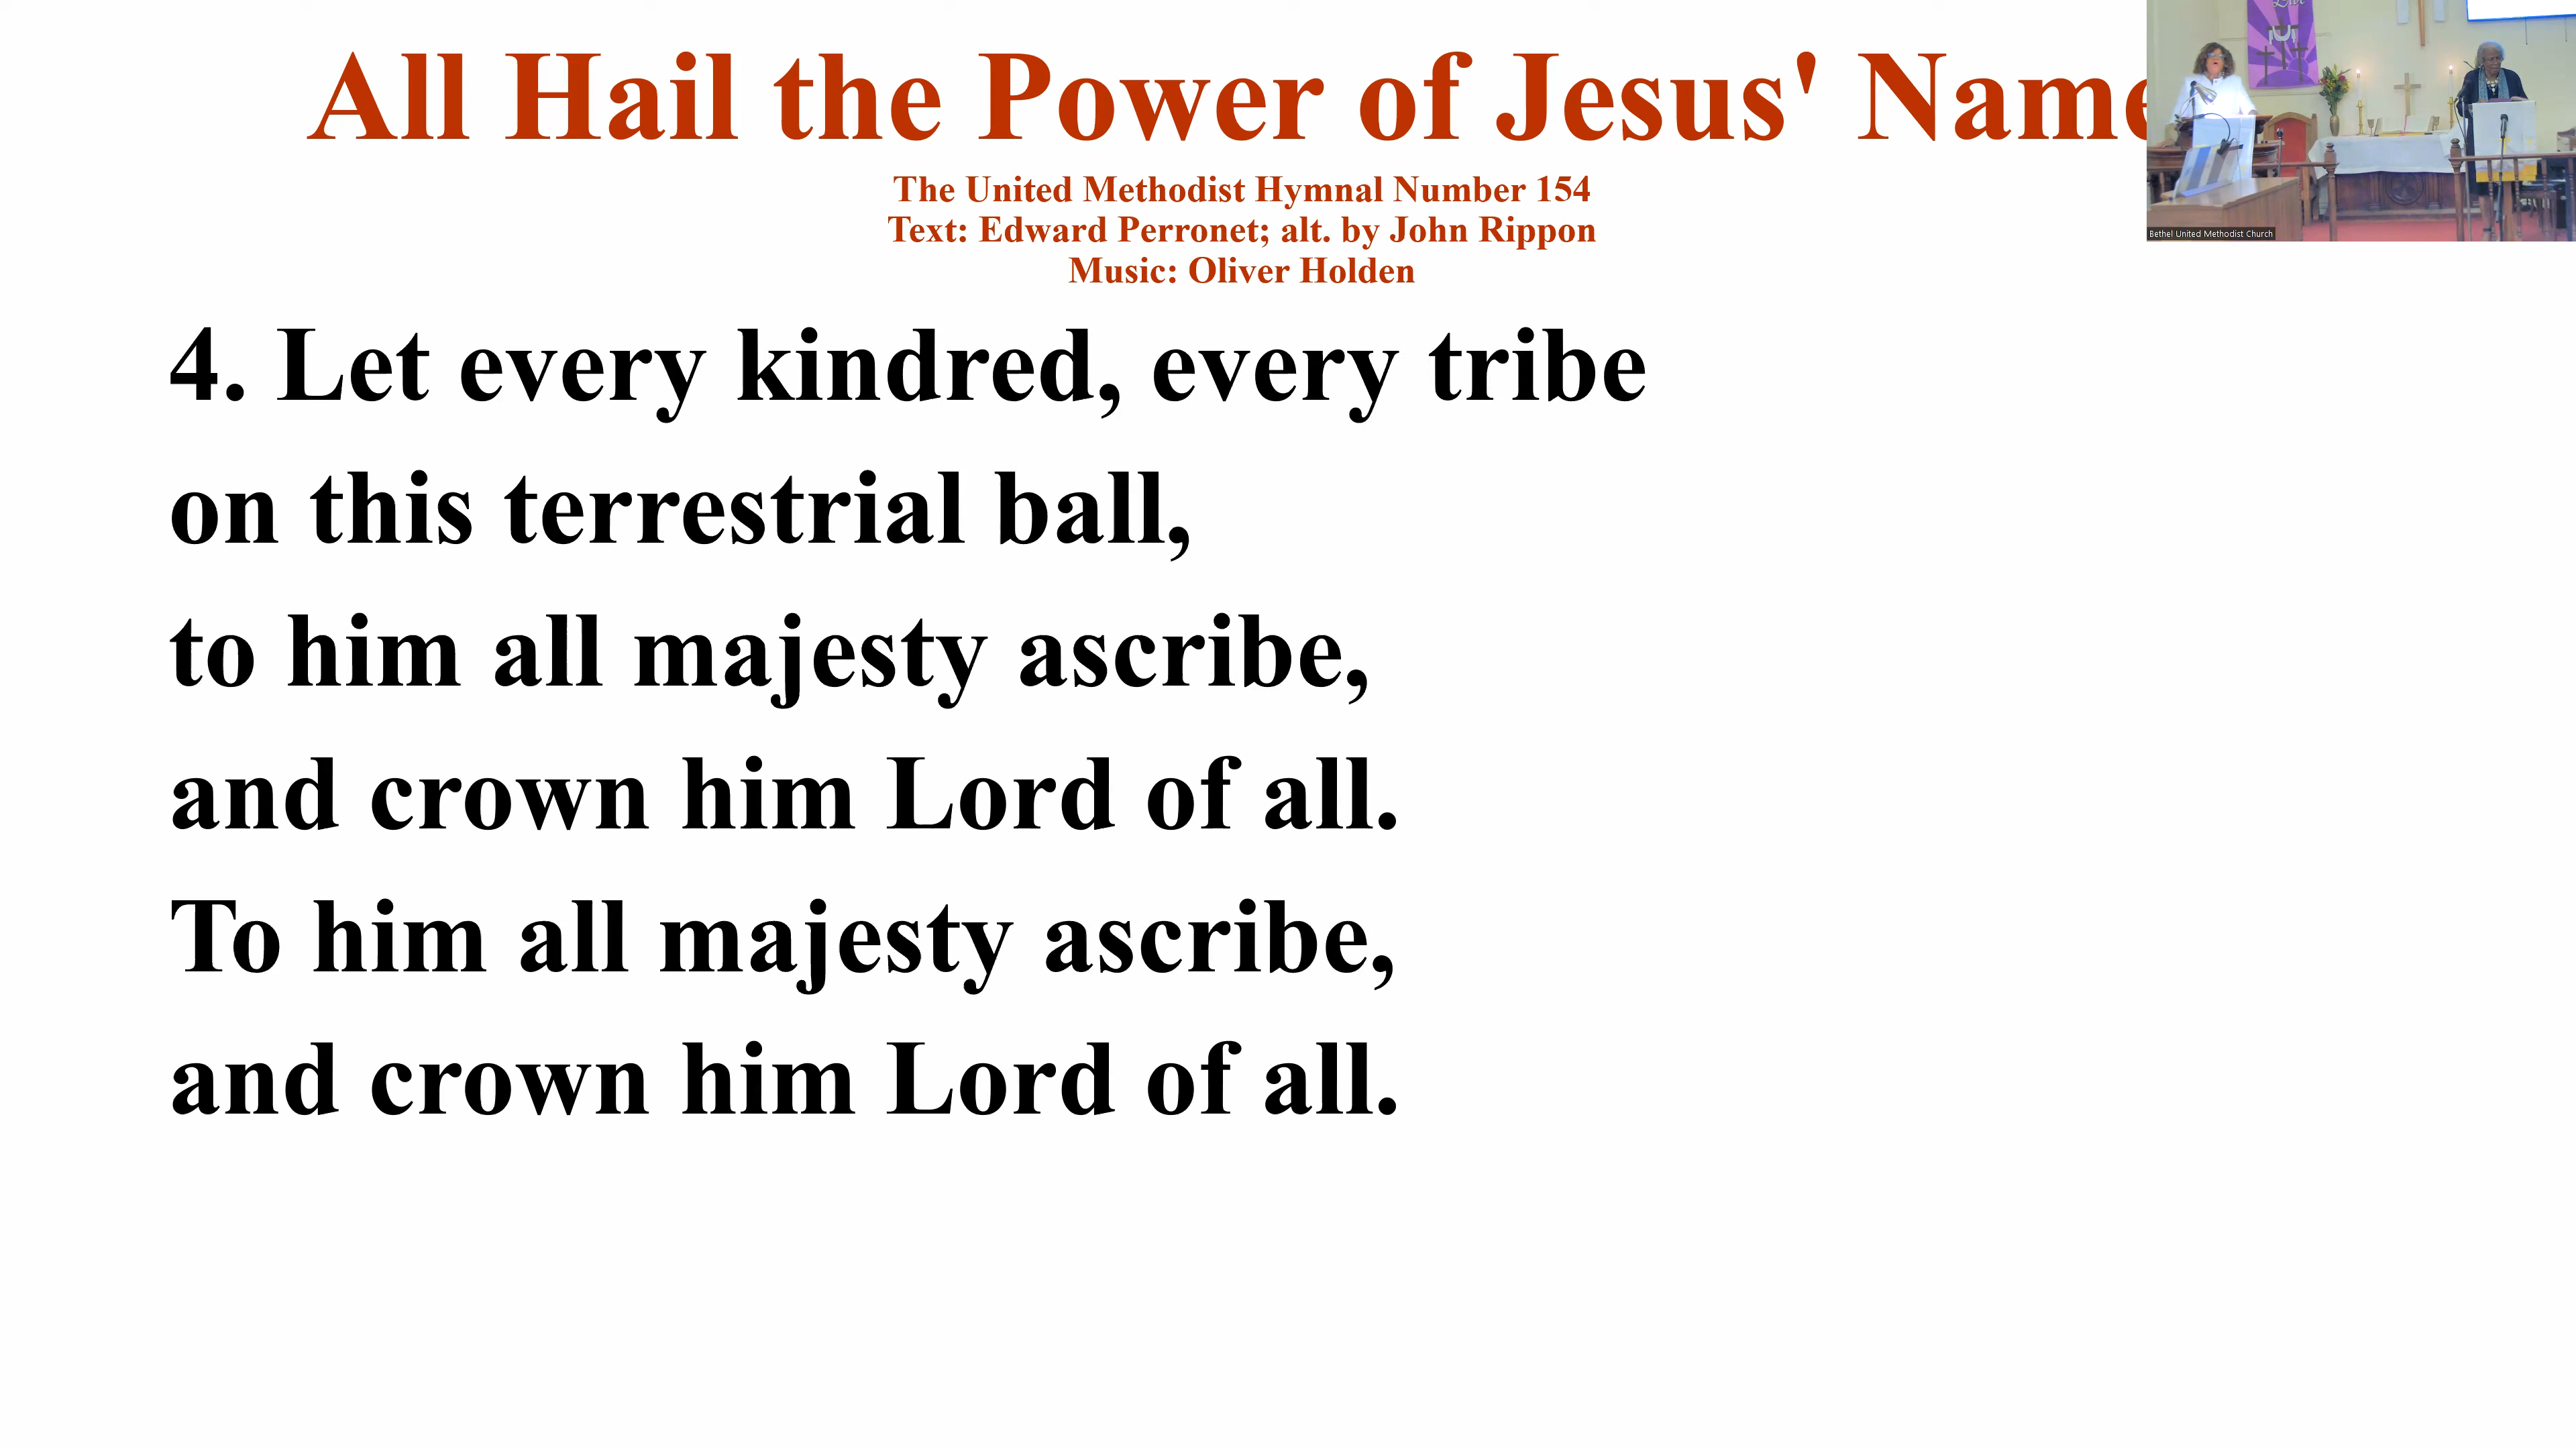 All Hail the Power of Jesus' Name
The United Methodist Hymnal Number 154
Text: Edward Perronet; alt. by John Rippon
Music: Oliver Holden
4. Let every kindred, every tribe
on this terrestrial ball,
to him all majesty ascribe,
and crown him Lord of all.
To him all majesty ascribe,
and crown him Lord of all.
Live
Bethel United Methodist Church